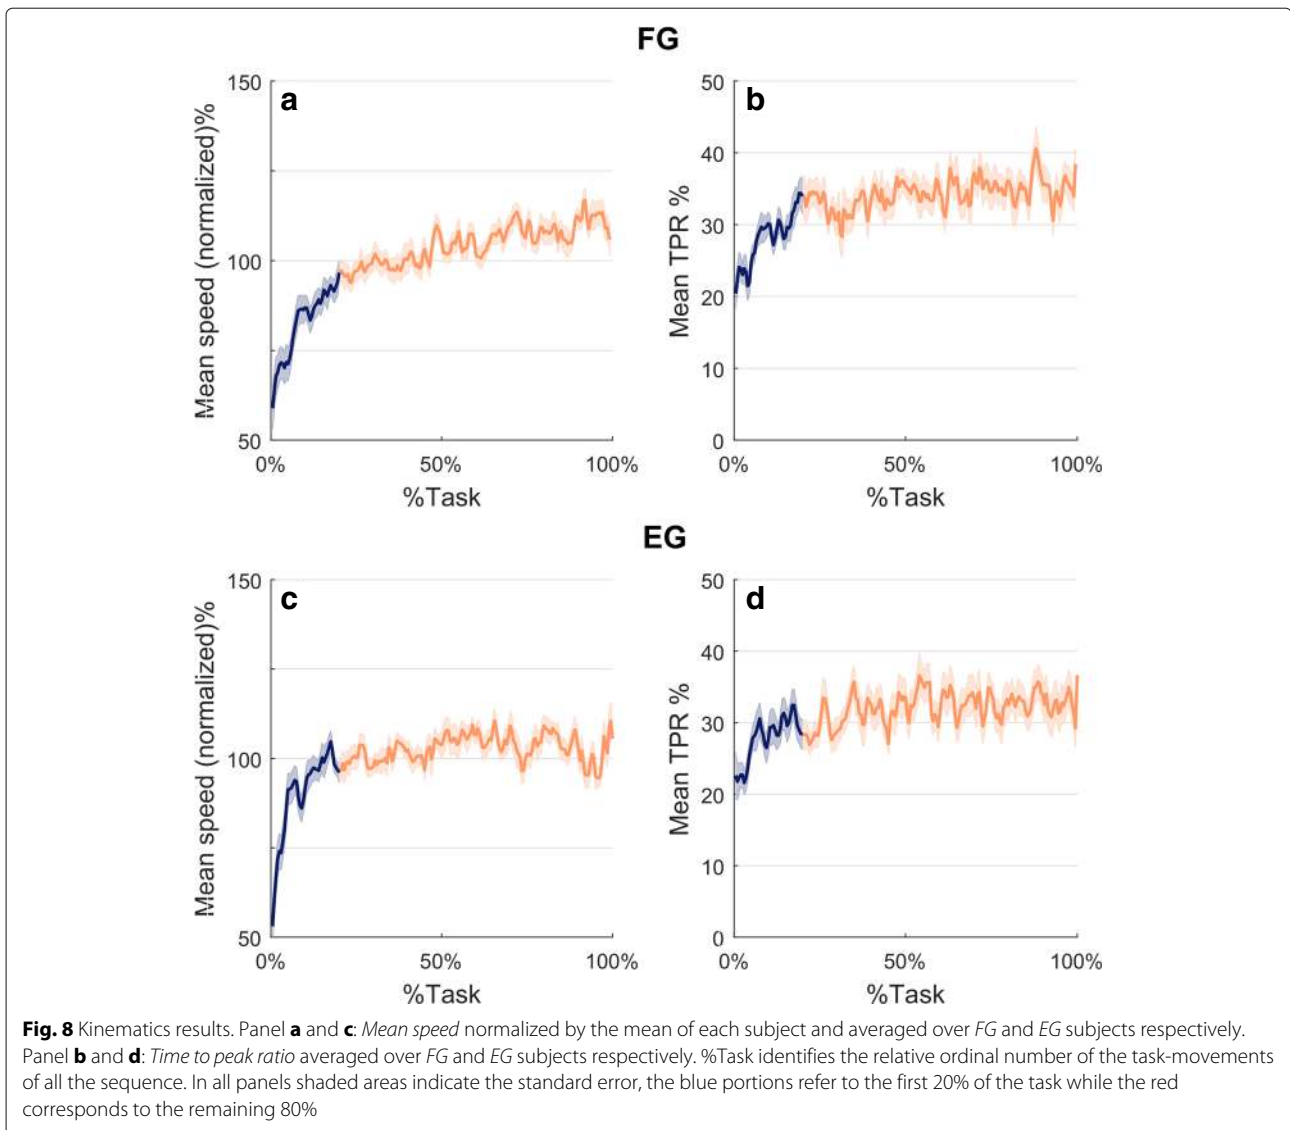 FG
a
150
100
50
Mean speed (normalized)%
0% 50% 100%
%Task
b
50
40
30
20
10
0
Mean TPR %
0% 50% 100%
%Task
EG
c
150
100
50
Mean speed (normalized)%
0% 50% 100%
%Task
d
50
40
30
20
10
0
Mean TPR %
0% 50% 100%
%Task
Fig. 8 Kinematics results. Panel a and c: Mean speed normalized by the mean of each subject and averaged over FG and EG subjects respectively.
Panel b and d: Time to peak ratio averaged over FG and EG subjects respectively. %Task identifies the relative ordinal number of the task-movements
of all the sequence. In all panels shaded areas indicate the standard error, the blue portions refer to the first 20% of the task while the red
corresponds to the remaining 80%